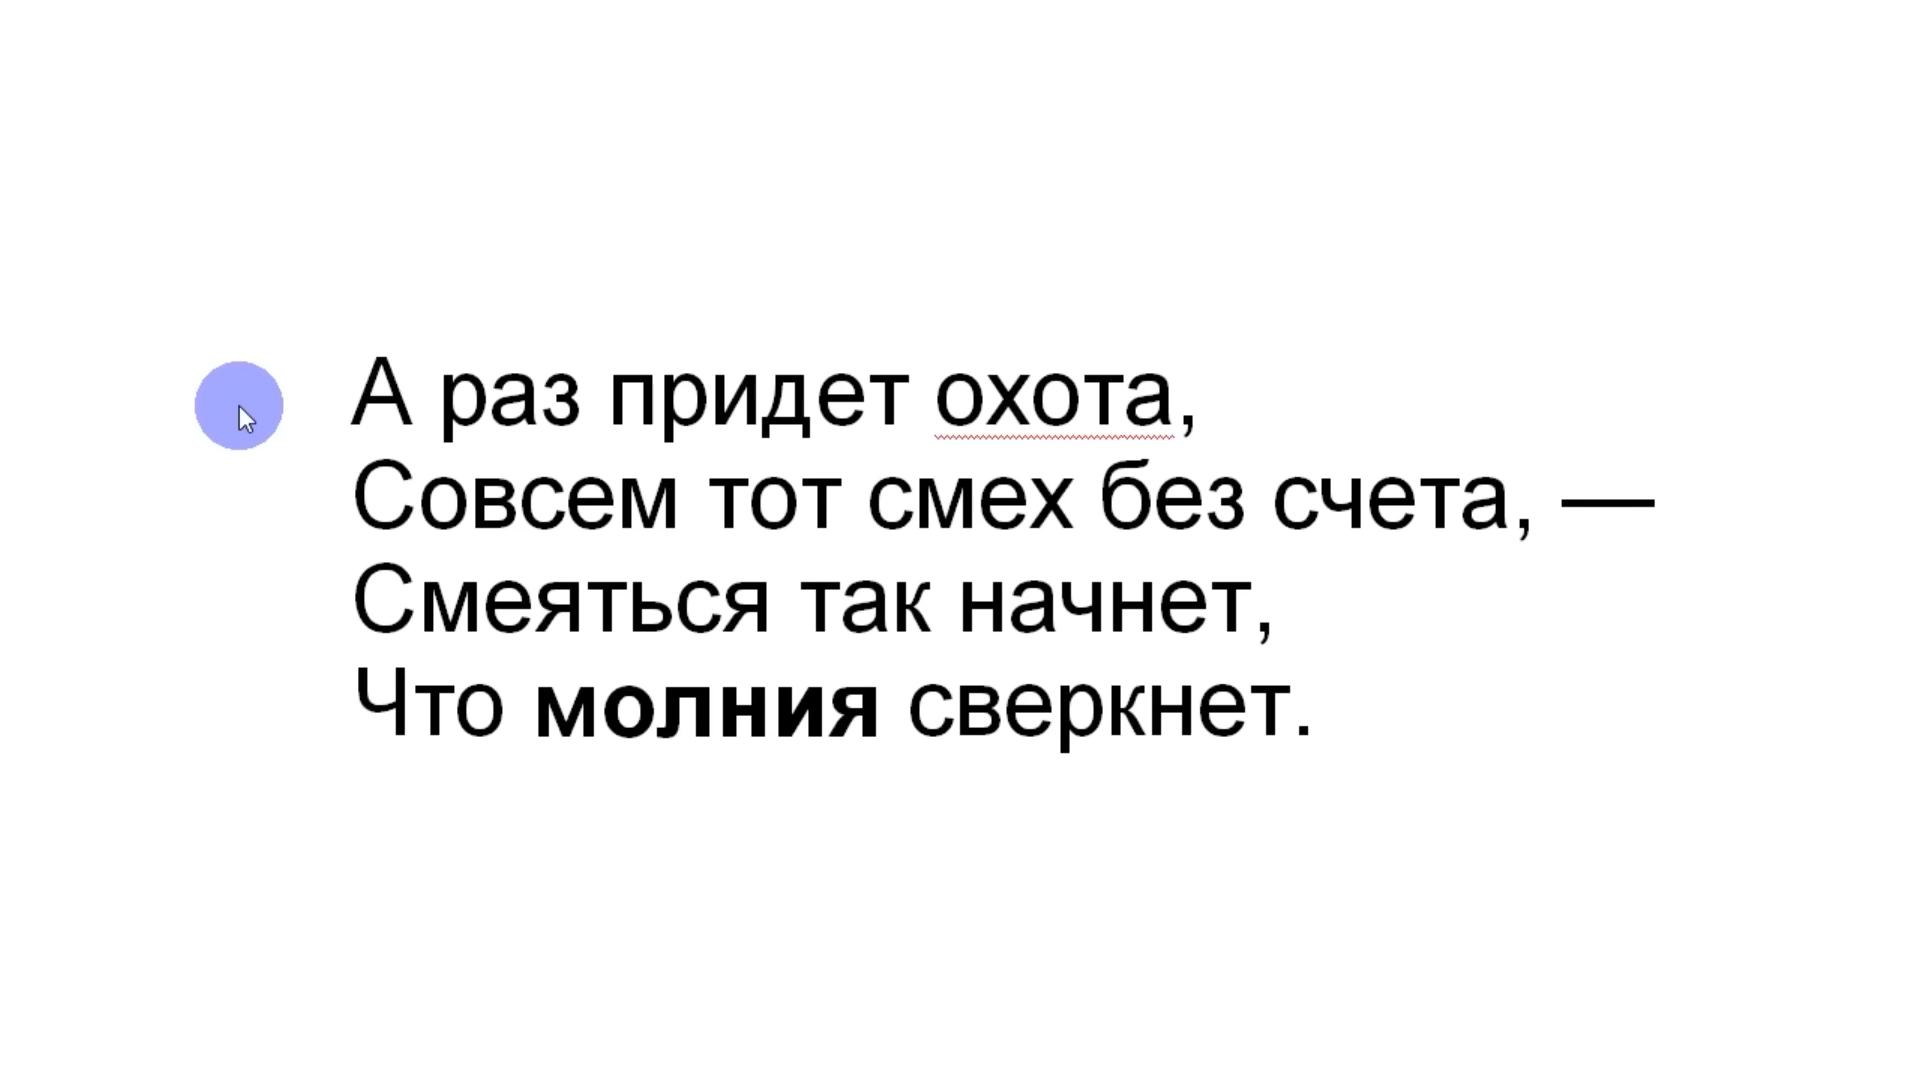 А раз придет охота,
Совсем тот смех без счета, —
Смеяться так начнет,
Что молния сверкнет.